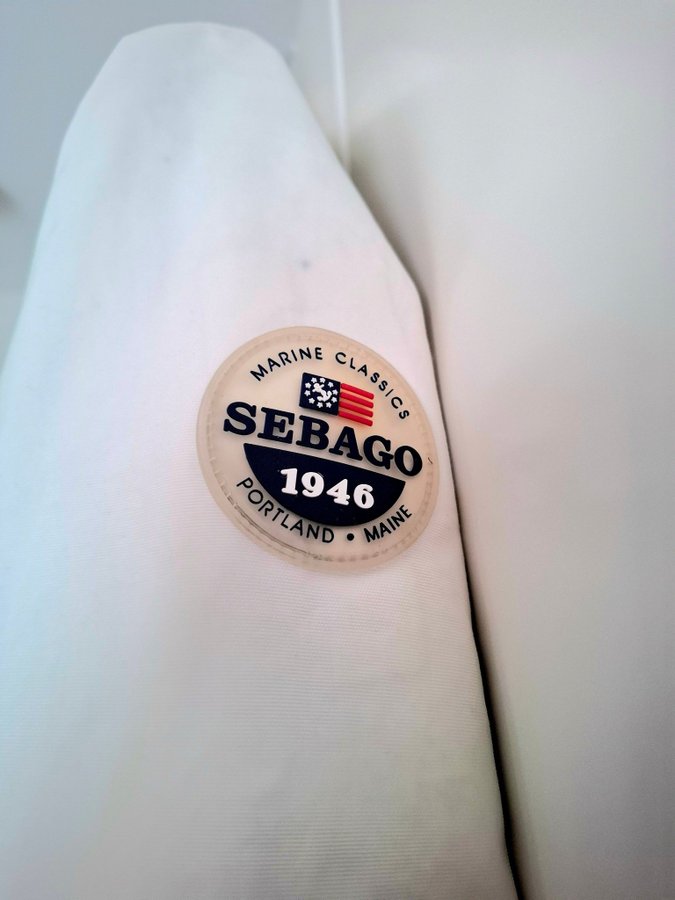 MARINE CLASSICS
SEBAGO
1946
PORTLAND • MAINE